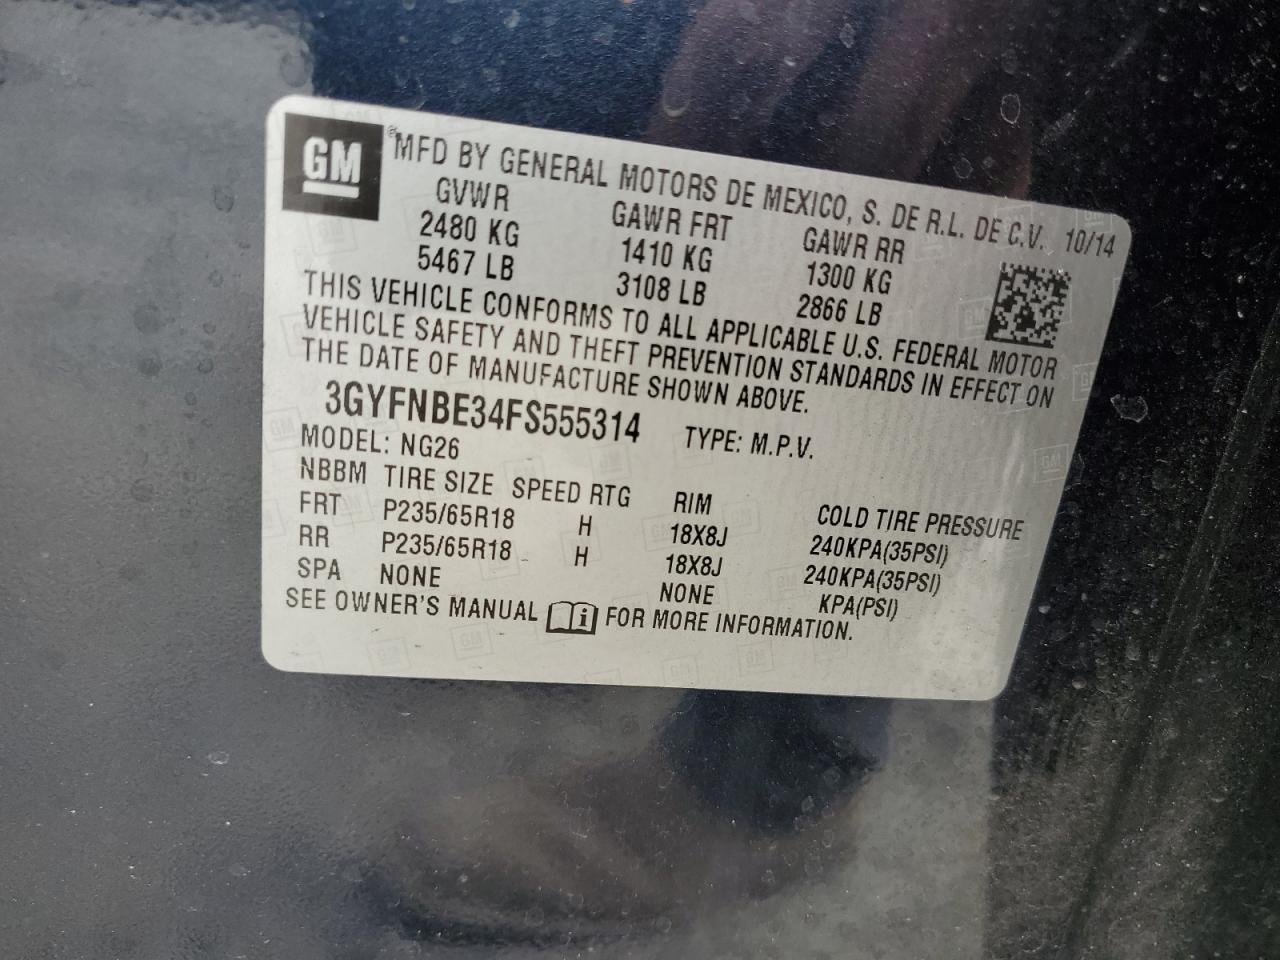 GM ® MFD BY GENERAL MOTORS DE MEXICO, S. DE R.L. DE C.V. 10/14
GVWR GAWR FRT GAWR RR
2480 KG 1410 KG 1300 KG
5467 LB 3108 LB 2866 LB
THIS VEHICLE CONFORMS TO ALL APPLICABLE U.S. FEDERAL MOTOR
VEHICLE SAFETY AND THEFT PREVENTION STANDARDS IN EFFECT ON
THE DATE OF MANUFACTURE SHOWN ABOVE.
3GYFNBE34FS555314 TYPE: M.P.V.
MODEL: NG26
NBBM TIRE SIZE SPEED RTG RIM COLD TIRE PRESSURE
FRT P235/65R18 H 18X8J 240KPA(35PSI)
RR P235/65R18 H 18X8J 240KPA(35PSI)
SPA NONE NONE KPA(PSI)
SEE OWNER'S MANUAL i FOR MORE INFORMATION.